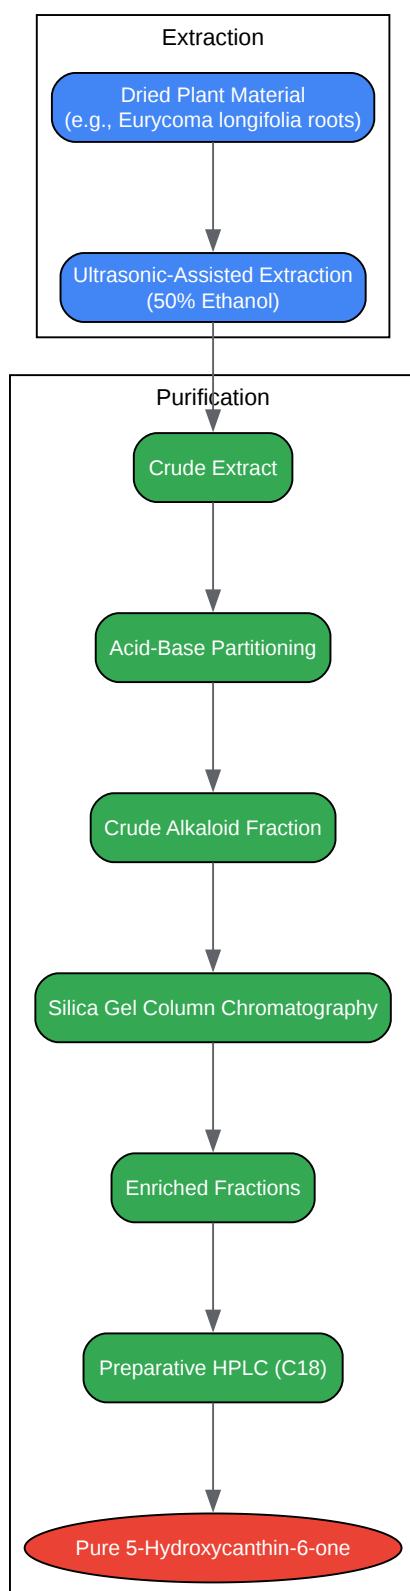 Extraction
Dried Plant Material
(e.g., Eurycoma longifolia roots)
Ultrasonic-Assisted Extraction
(50% Ethanol)
Purification
Crude Extract
Acid-Base Partitioning
Crude Alkaloid Fraction
Silica Gel Column Chromatography
Enriched Fractions
Preparative HPLC (C18)
Pure 5-Hydroxycanthin-6-one